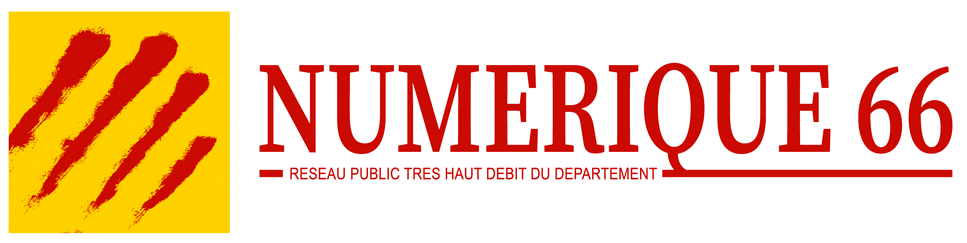 NUMERIQUE 66
RESEAU PUBLIC TRES HAUT DEBIT DU DEPARTEMENT